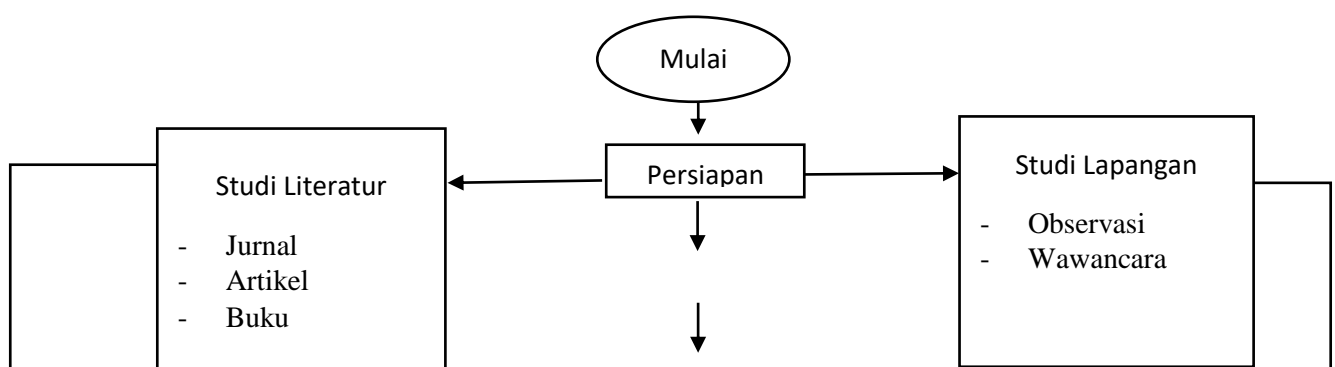 Mulai
Persiapan
Studi Literatur
- Jurnal
- Artikel
- Buku
Studi Lapangan
- Observasi
- Wawancara